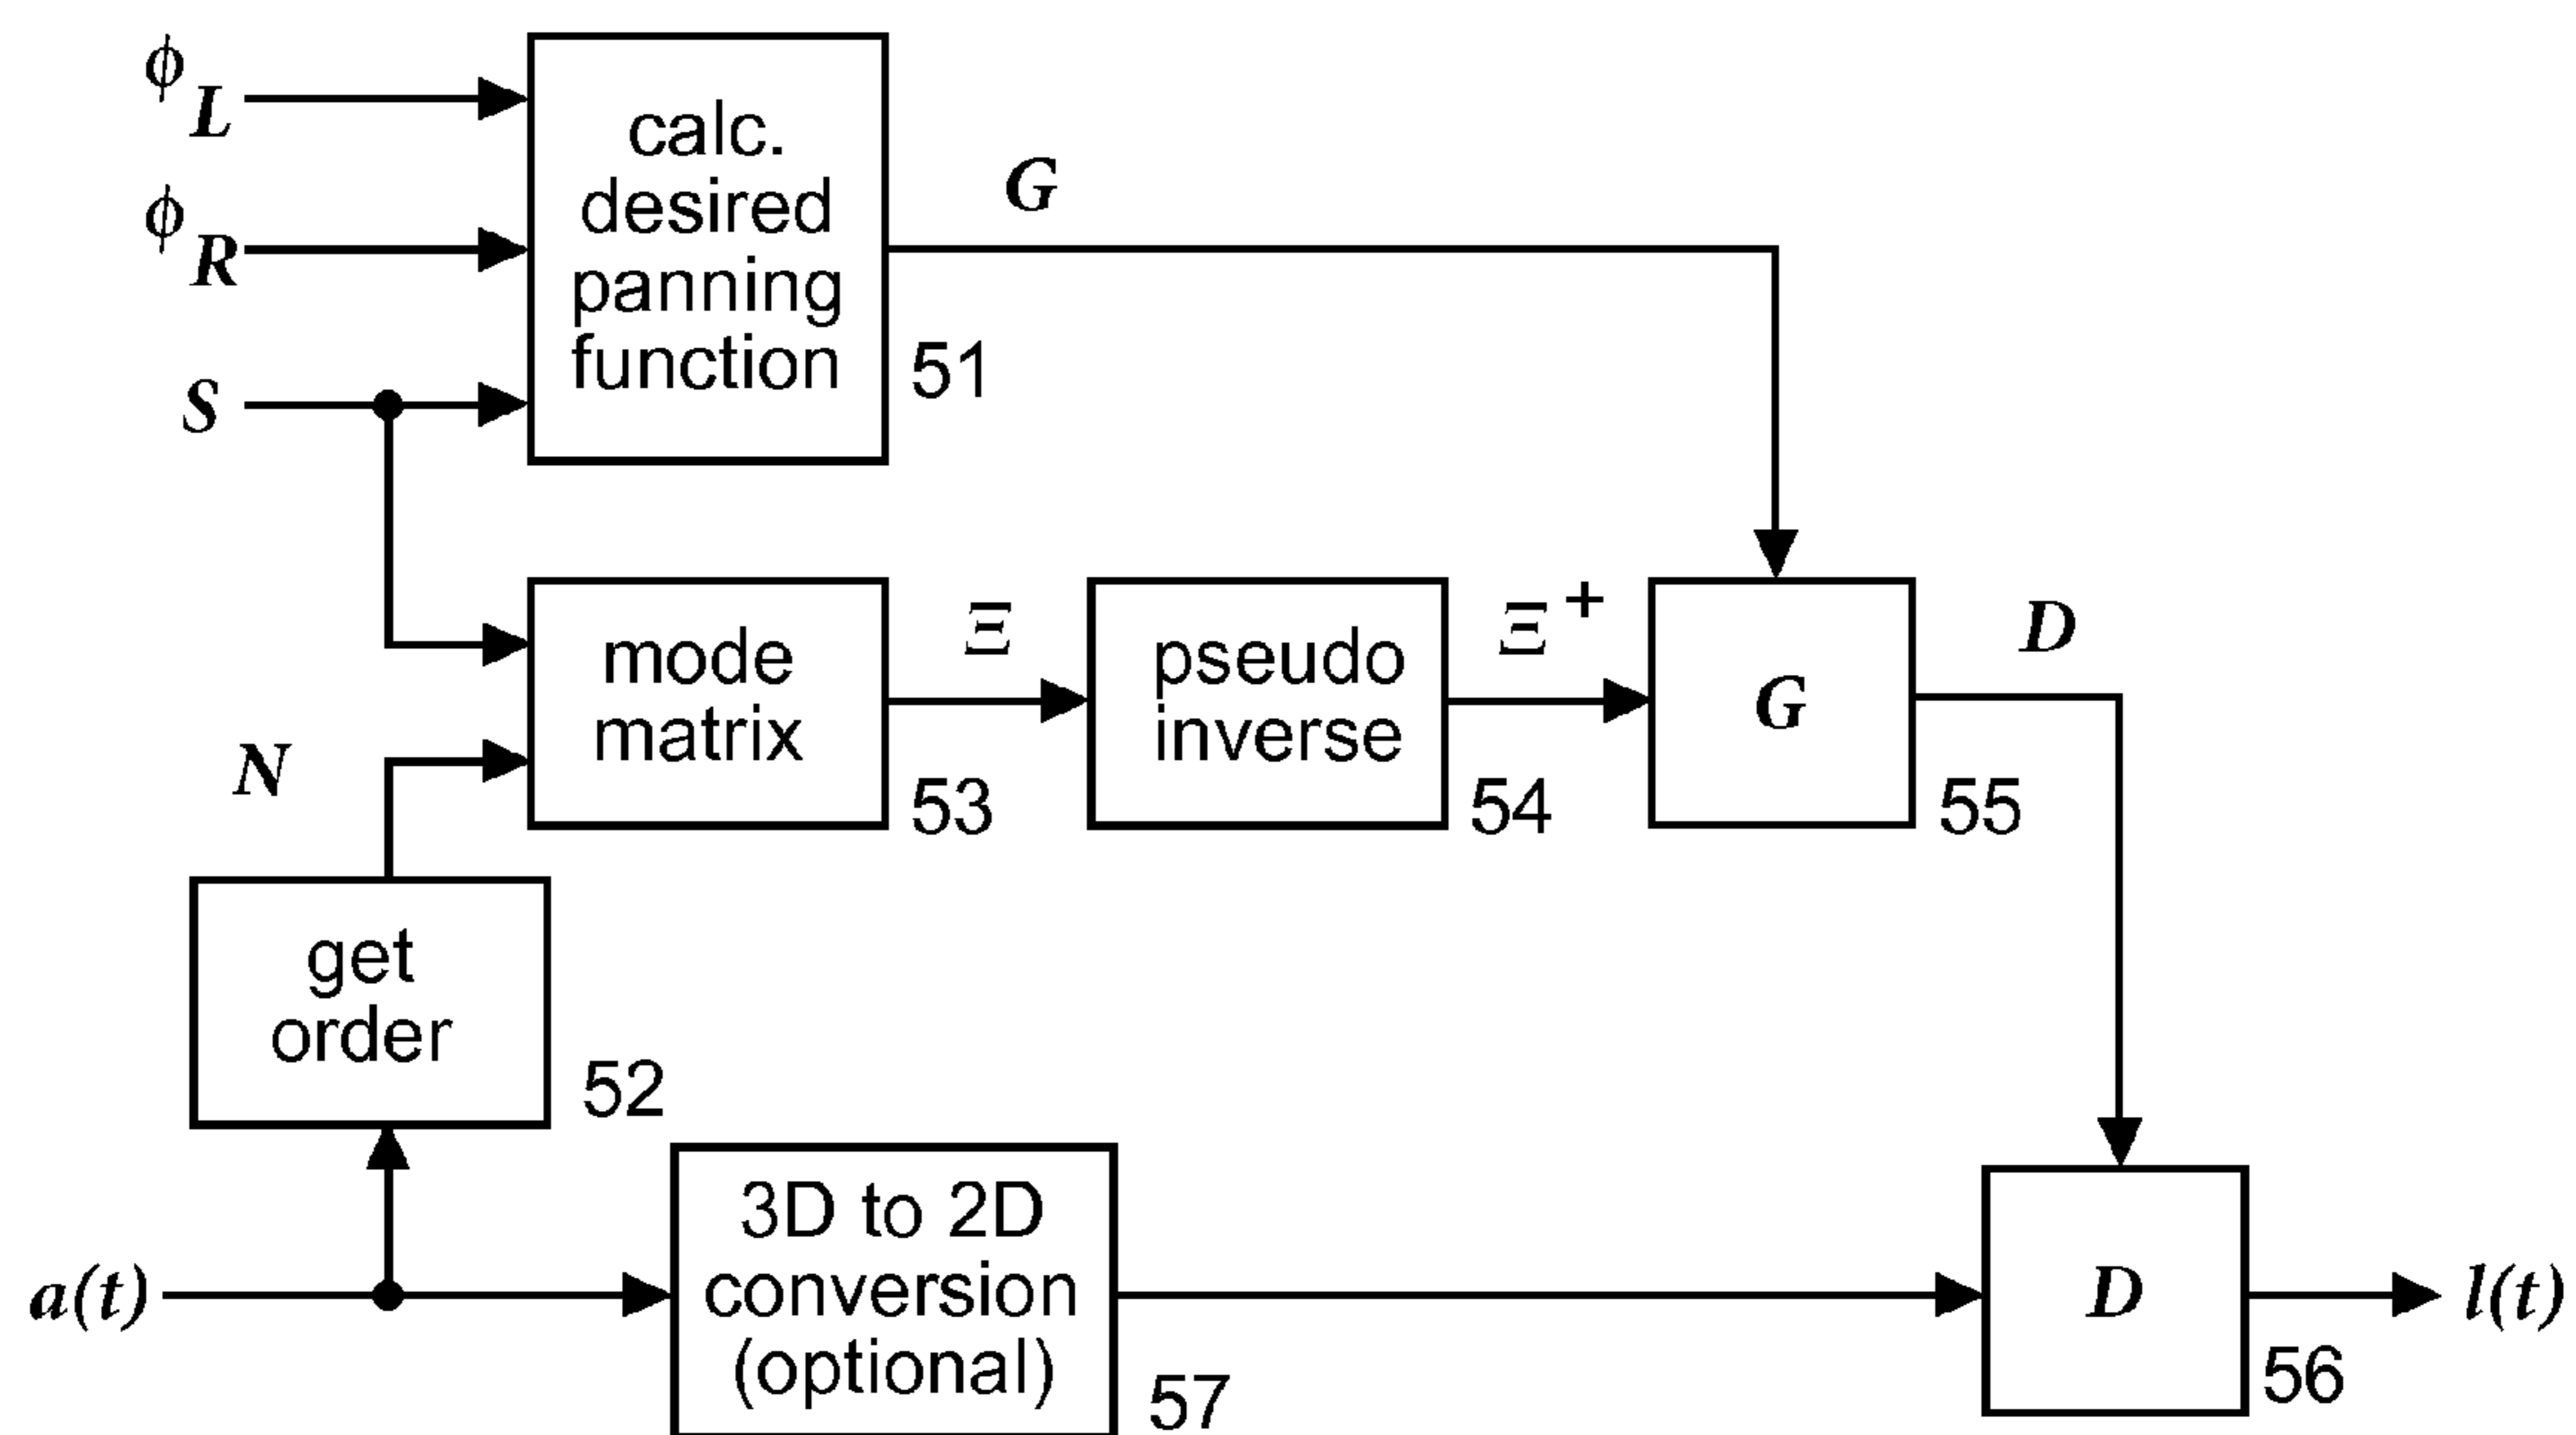 ϕL
calc.
desired
panning
function
51
G
ϕR
S
mode
matrix
53
Ξ
pseudo
inverse
54
Ξ+
G
55
D
N
get
order
52
a(t)
3D to 2D
conversion
(optional)
57
D
56
l(t)